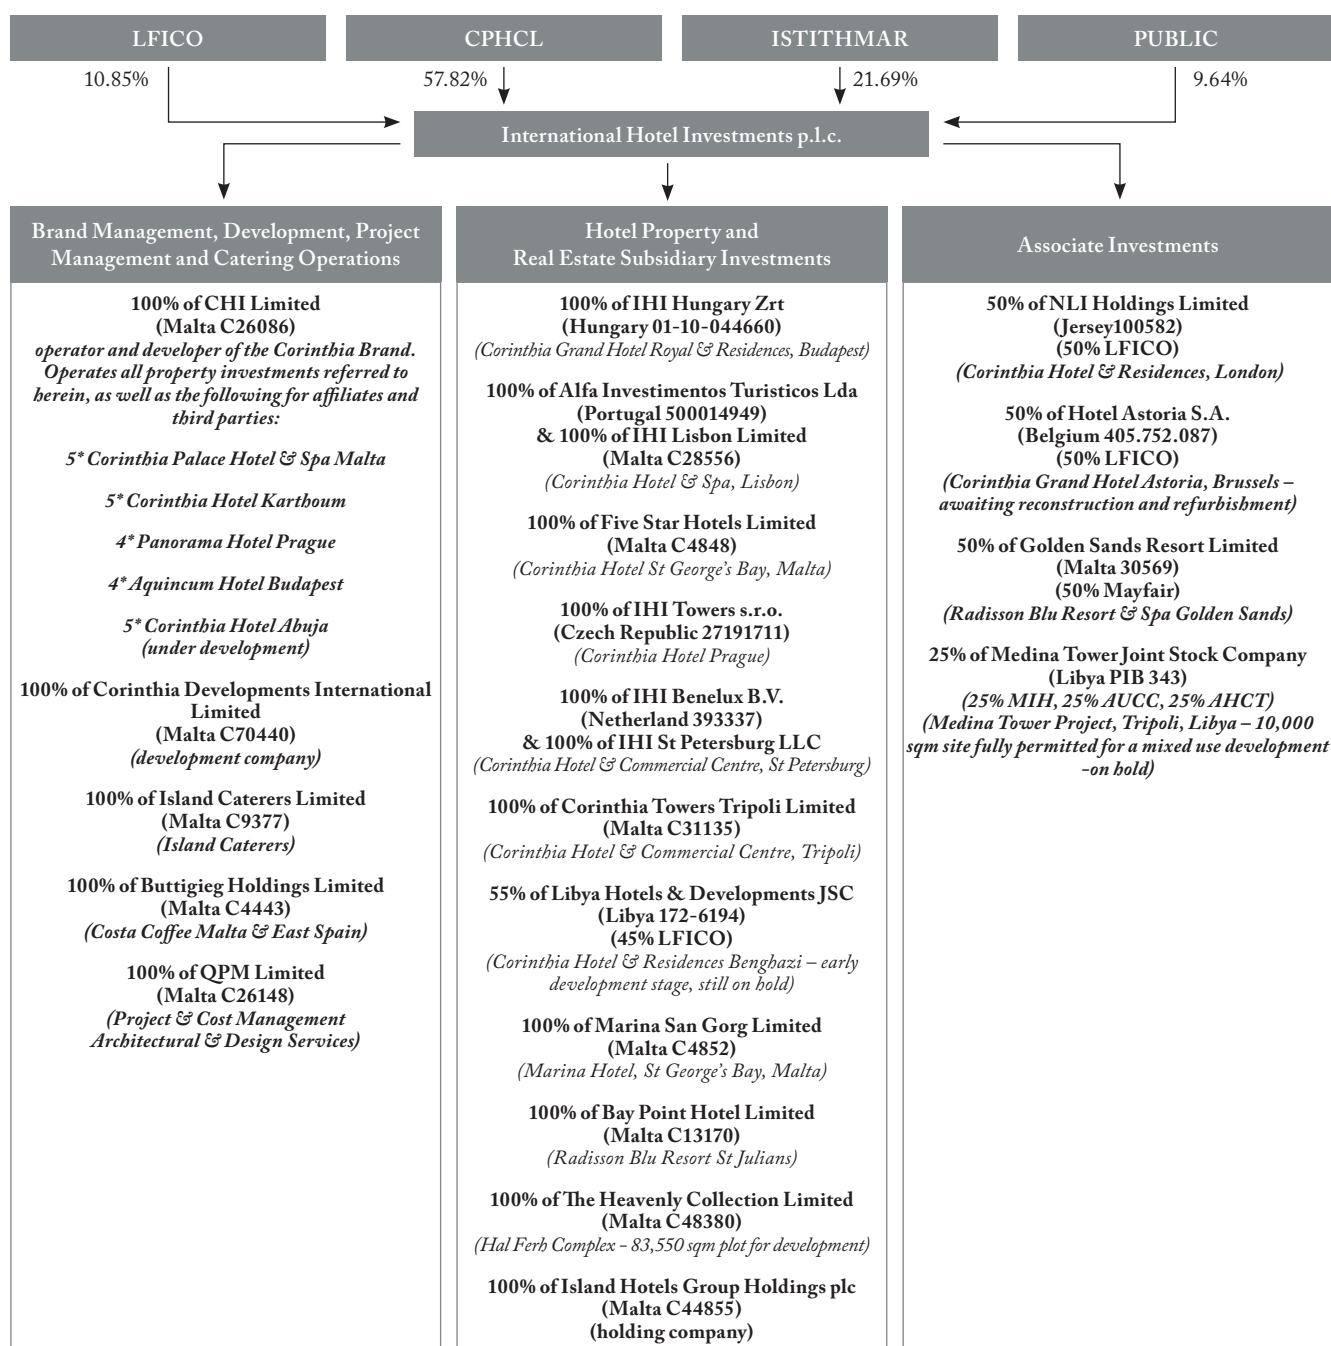 LFICO
CPHCL
ISTITHMAR
PUBLIC
10.85%
57.82%
21.69%
9.64%
International Hotel Investments p.l.c.
Brand Management, Development, Project
Management and Catering Operations
100% of CHI Limited
(Malta C26086)
operator and developer of the Corinthia Brand.
Operates all property investments referred to
herein, as well as the following for affiliates and
third parties:
5* Corinthia Palace Hotel & Spa Malta
5* Corinthia Hotel Karthoum
4* Panorama Hotel Prague
4* Aquincum Hotel Budapest
5* Corinthia Hotel Abuja
(under development)
100% of Corinthia Developments International
Limited
(Malta C70440)
(development company)
100% of Island Caterers Limited
(Malta C9377)
(Island Caterers)
100% of Buttigieg Holdings Limited
(Malta C4443)
(Costa Coffee Malta & East Spain)
100% of QPM Limited
(Malta C26148)
(Project & Cost Management
Architectural & Design Services)
Hotel Property and
Real Estate Subsidiary Investments
100% of IHI Hungary Zrt
(Hungary 01-10-044660)
(Corinthia Grand Hotel Royal & Residences, Budapest)
100% of Alfa Investimentos Turisticos Lda
(Portugal 500014949)
& 100% of IHI Lisbon Limited
(Malta C28556)
(Corinthia Hotel & Spa, Lisbon)
100% of Five Star Hotels Limited
(Malta C4848)
(Corinthia Hotel St George's Bay, Malta)
100% of IHI Towers s.r.o.
(Czech Republic 27191711)
(Corinthia Hotel Prague)
100% of IHI Benelux B.V.
(Netherland 393337)
& 100% of IHI St Petersburg LLC
(Corinthia Hotel & Commercial Centre, St Petersburg)
100% of Corinthia Towers Tripoli Limited
(Malta C31135)
(Corinthia Hotel & Commercial Centre, Tripoli)
55% of Libya Hotels & Developments JSC
(Libya 172-6194)
(45% LFICO)
(Corinthia Hotel & Residences Benghazi – early
development stage, still on hold)
100% of Marina San Gorg Limited
(Malta C4852)
(Marina Hotel, St George's Bay, Malta)
100% of Bay Point Hotel Limited
(Malta C13170)
(Radisson Blu Resort St Julians)
100% of The Heavenly Collection Limited
(Malta C48380)
(Hal Ferh Complex - 83,550 sqm plot for development)
100% of Island Hotels Group Holdings plc
(Malta C44855)
(holding company)
Associate Investments
50% of NLI Holdings Limited
(Jersey100582)
(50% LFICO)
(Corinthia Hotel & Residences, London)
50% of Hotel Astoria S.A.
(Belgium 405.752.087)
(50% LFICO)
(Corinthia Grand Hotel Astoria, Brussels –
awaiting reconstruction and refurbishment)
50% of Golden Sands Resort Limited
(Malta 30569)
(50% Mayfair)
(Radisson Blu Resort & Spa Golden Sands)
25% of Medina Tower Joint Stock Company
(Libya PIB 343)
(25% MIH, 25% AUCC, 25% AHCT)
(Medina Tower Project, Tripoli, Libya – 10,000
sqm site fully permitted for a mixed use development
-on hold)